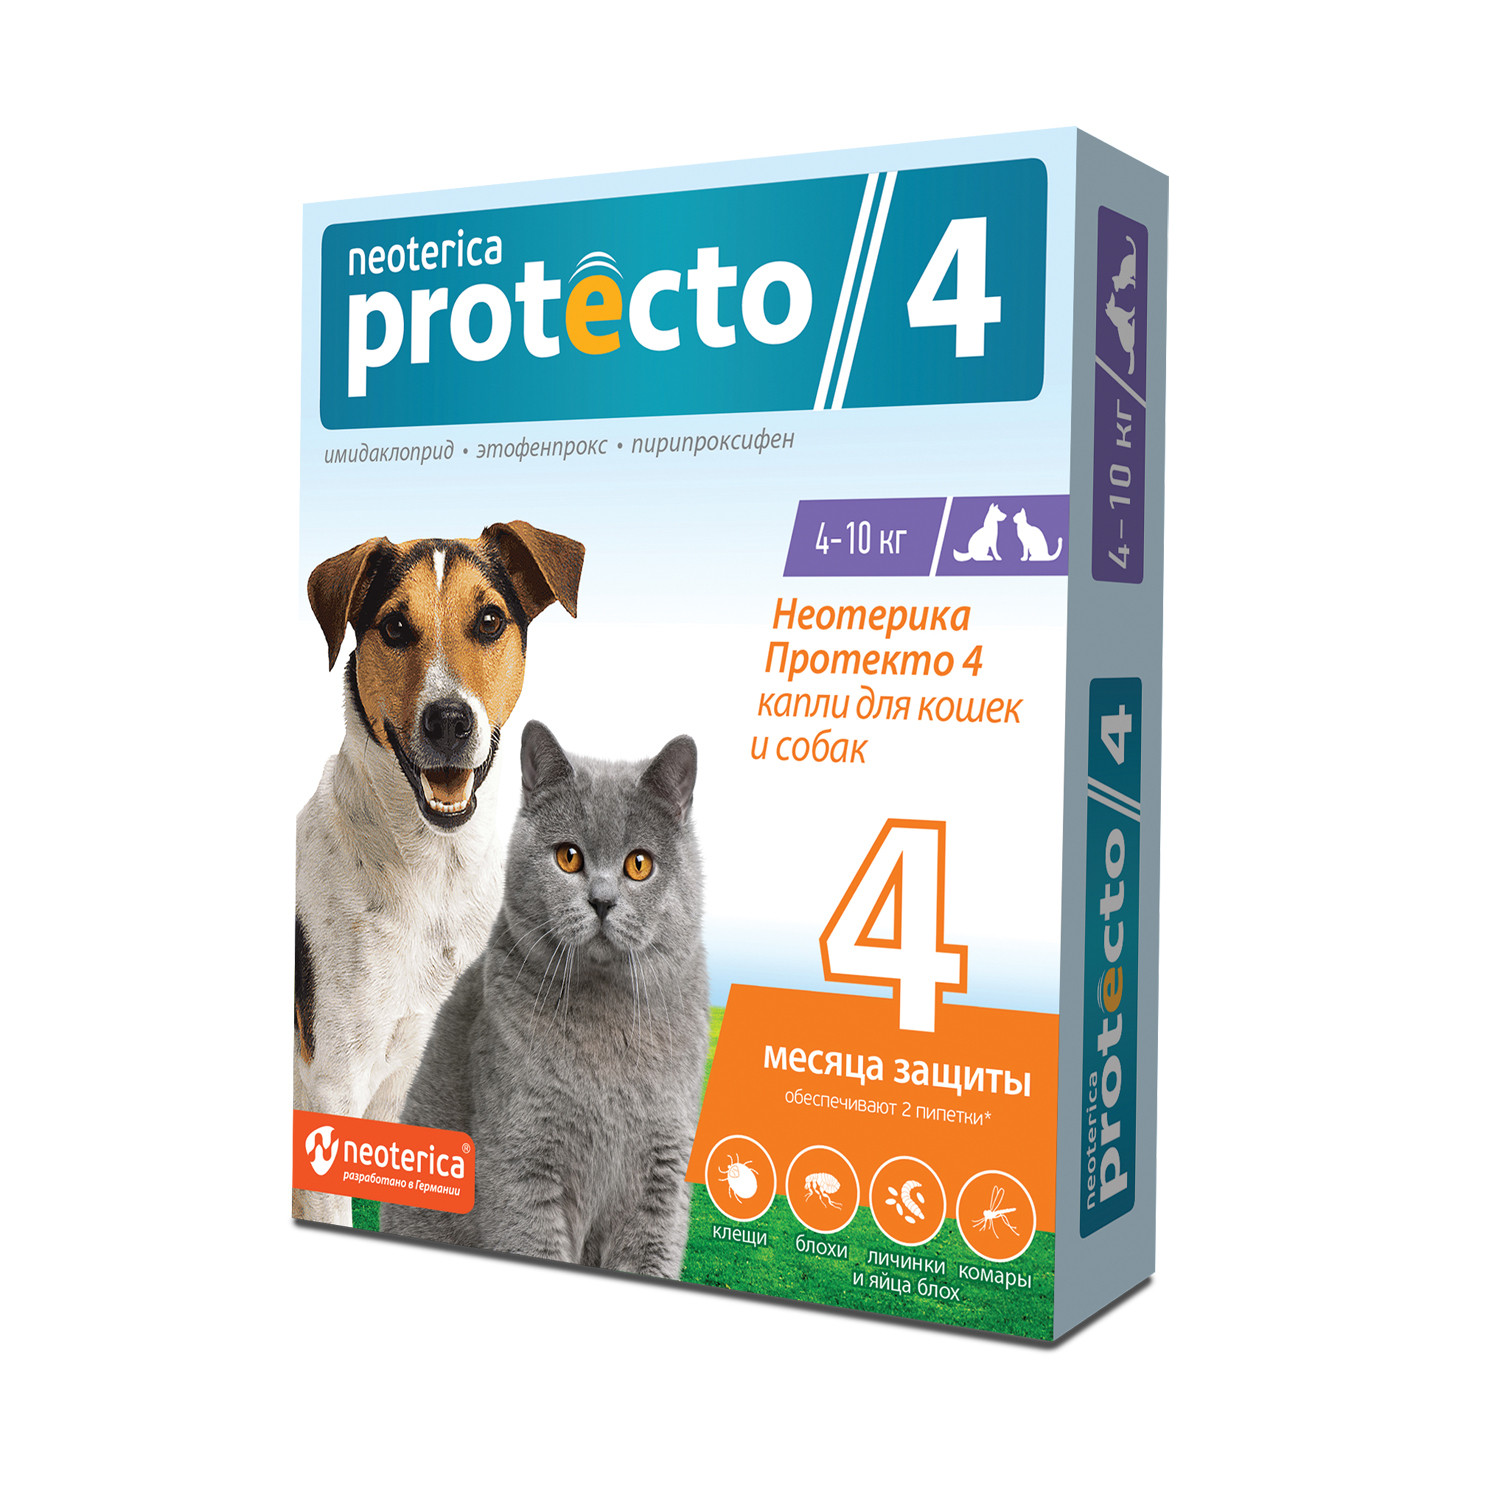 neoterica
protecto // 4
имидаклоприд • этофенпрокс • пирипроксифен
4–10 кг
Неотерика
Протекто 4
капли для кошек
и собак
4
месяца защиты
обеспечивают 2 пипетки*
клещи
блохи
личинки
и яйца блох
комары
neoterica®
разработано в Германии
4–10 кг
neoterica
protecto // 4